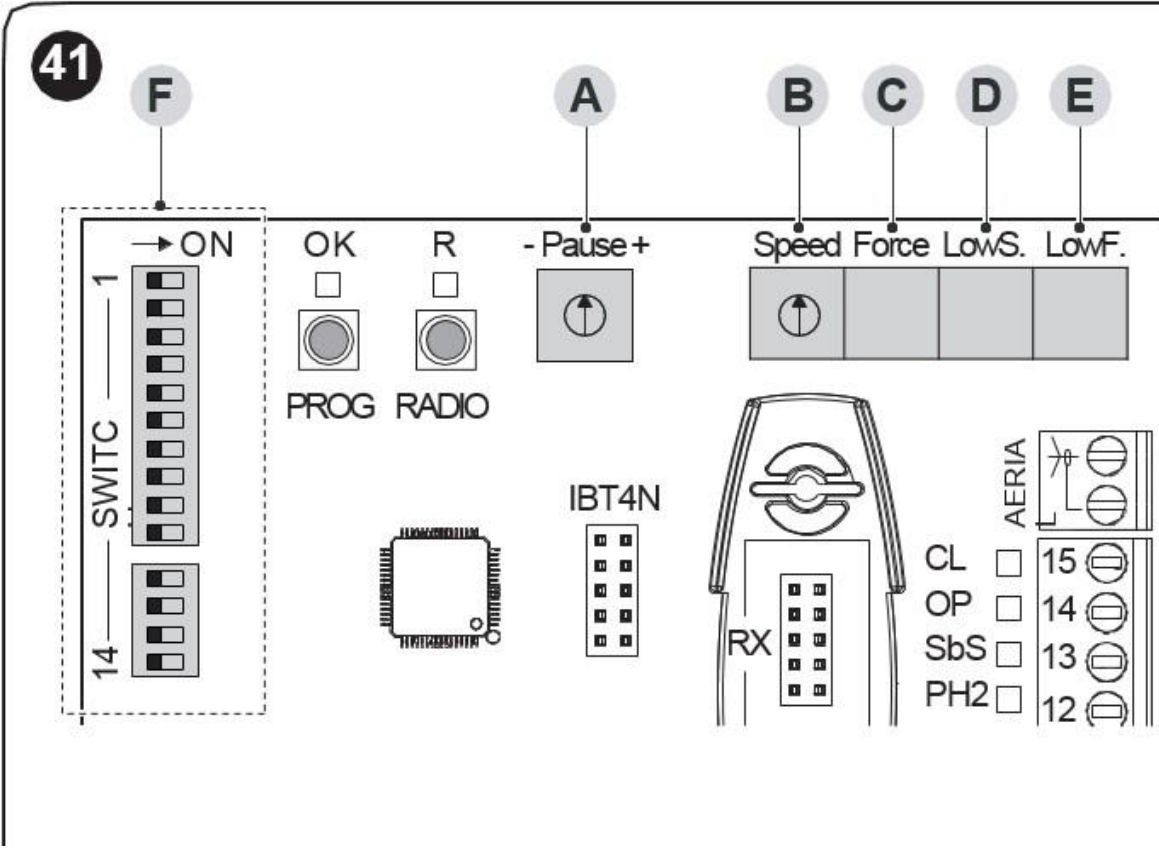 41
F A B C D E
→ ON OK R - Pause + Speed Force LowS. LowF.
1
SWITC
14
PROG RADIO
IBT4N
AERIA
L
RX
CL 15
OP 14
SbS 13
PH2 12